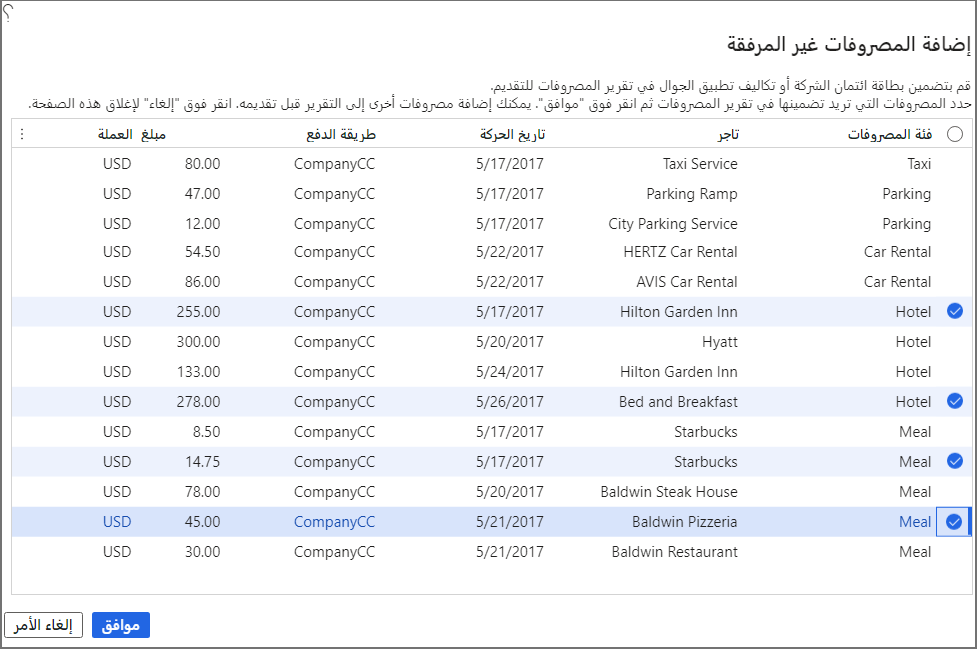 إضافة المصروفات غير المرفقة
قم بتضمين بطاقة ائتمان الشركة أو تكاليف تطبيق الجوال في تقرير المصروفات للتقديم.
حدد المصروفات التي تريد تضمينها في تقرير المصروفات ثم انقر فوق "موافق". يمكنك إضافة مصروفات أخرى إلى التقرير قبل تقديمه. انقر فوق "إلغاء" لإغلاق هذه الصفحة.
فئة المصروفات تاجر تاريخ الحركة طريقة الدفع مبلغ العملة
Taxi Taxi Service 5/17/2017 CompanyCC 80.00 USD
Parking Parking Ramp 5/17/2017 CompanyCC 47.00 USD
Parking City Parking Service 5/17/2017 CompanyCC 12.00 USD
Car Rental HERTZ Car Rental 5/22/2017 CompanyCC 54.50 USD
Car Rental AVIS Car Rental 5/22/2017 CompanyCC 86.00 USD
Hotel Hilton Garden Inn 5/17/2017 CompanyCC 255.00 USD
Hotel Hyatt 5/20/2017 CompanyCC 300.00 USD
Hotel Hilton Garden Inn 5/24/2017 CompanyCC 133.00 USD
Hotel Bed and Breakfast 5/26/2017 CompanyCC 278.00 USD
Meal Starbucks 5/17/2017 CompanyCC 8.50 USD
Meal Starbucks 5/17/2017 CompanyCC 14.75 USD
Meal Baldwin Steak House 5/20/2017 CompanyCC 78.00 USD
Meal Baldwin Pizzeria 5/21/2017 CompanyCC 45.00 USD
Meal Baldwin Restaurant 5/21/2017 CompanyCC 30.00 USD
موافق إلغاء الأمر